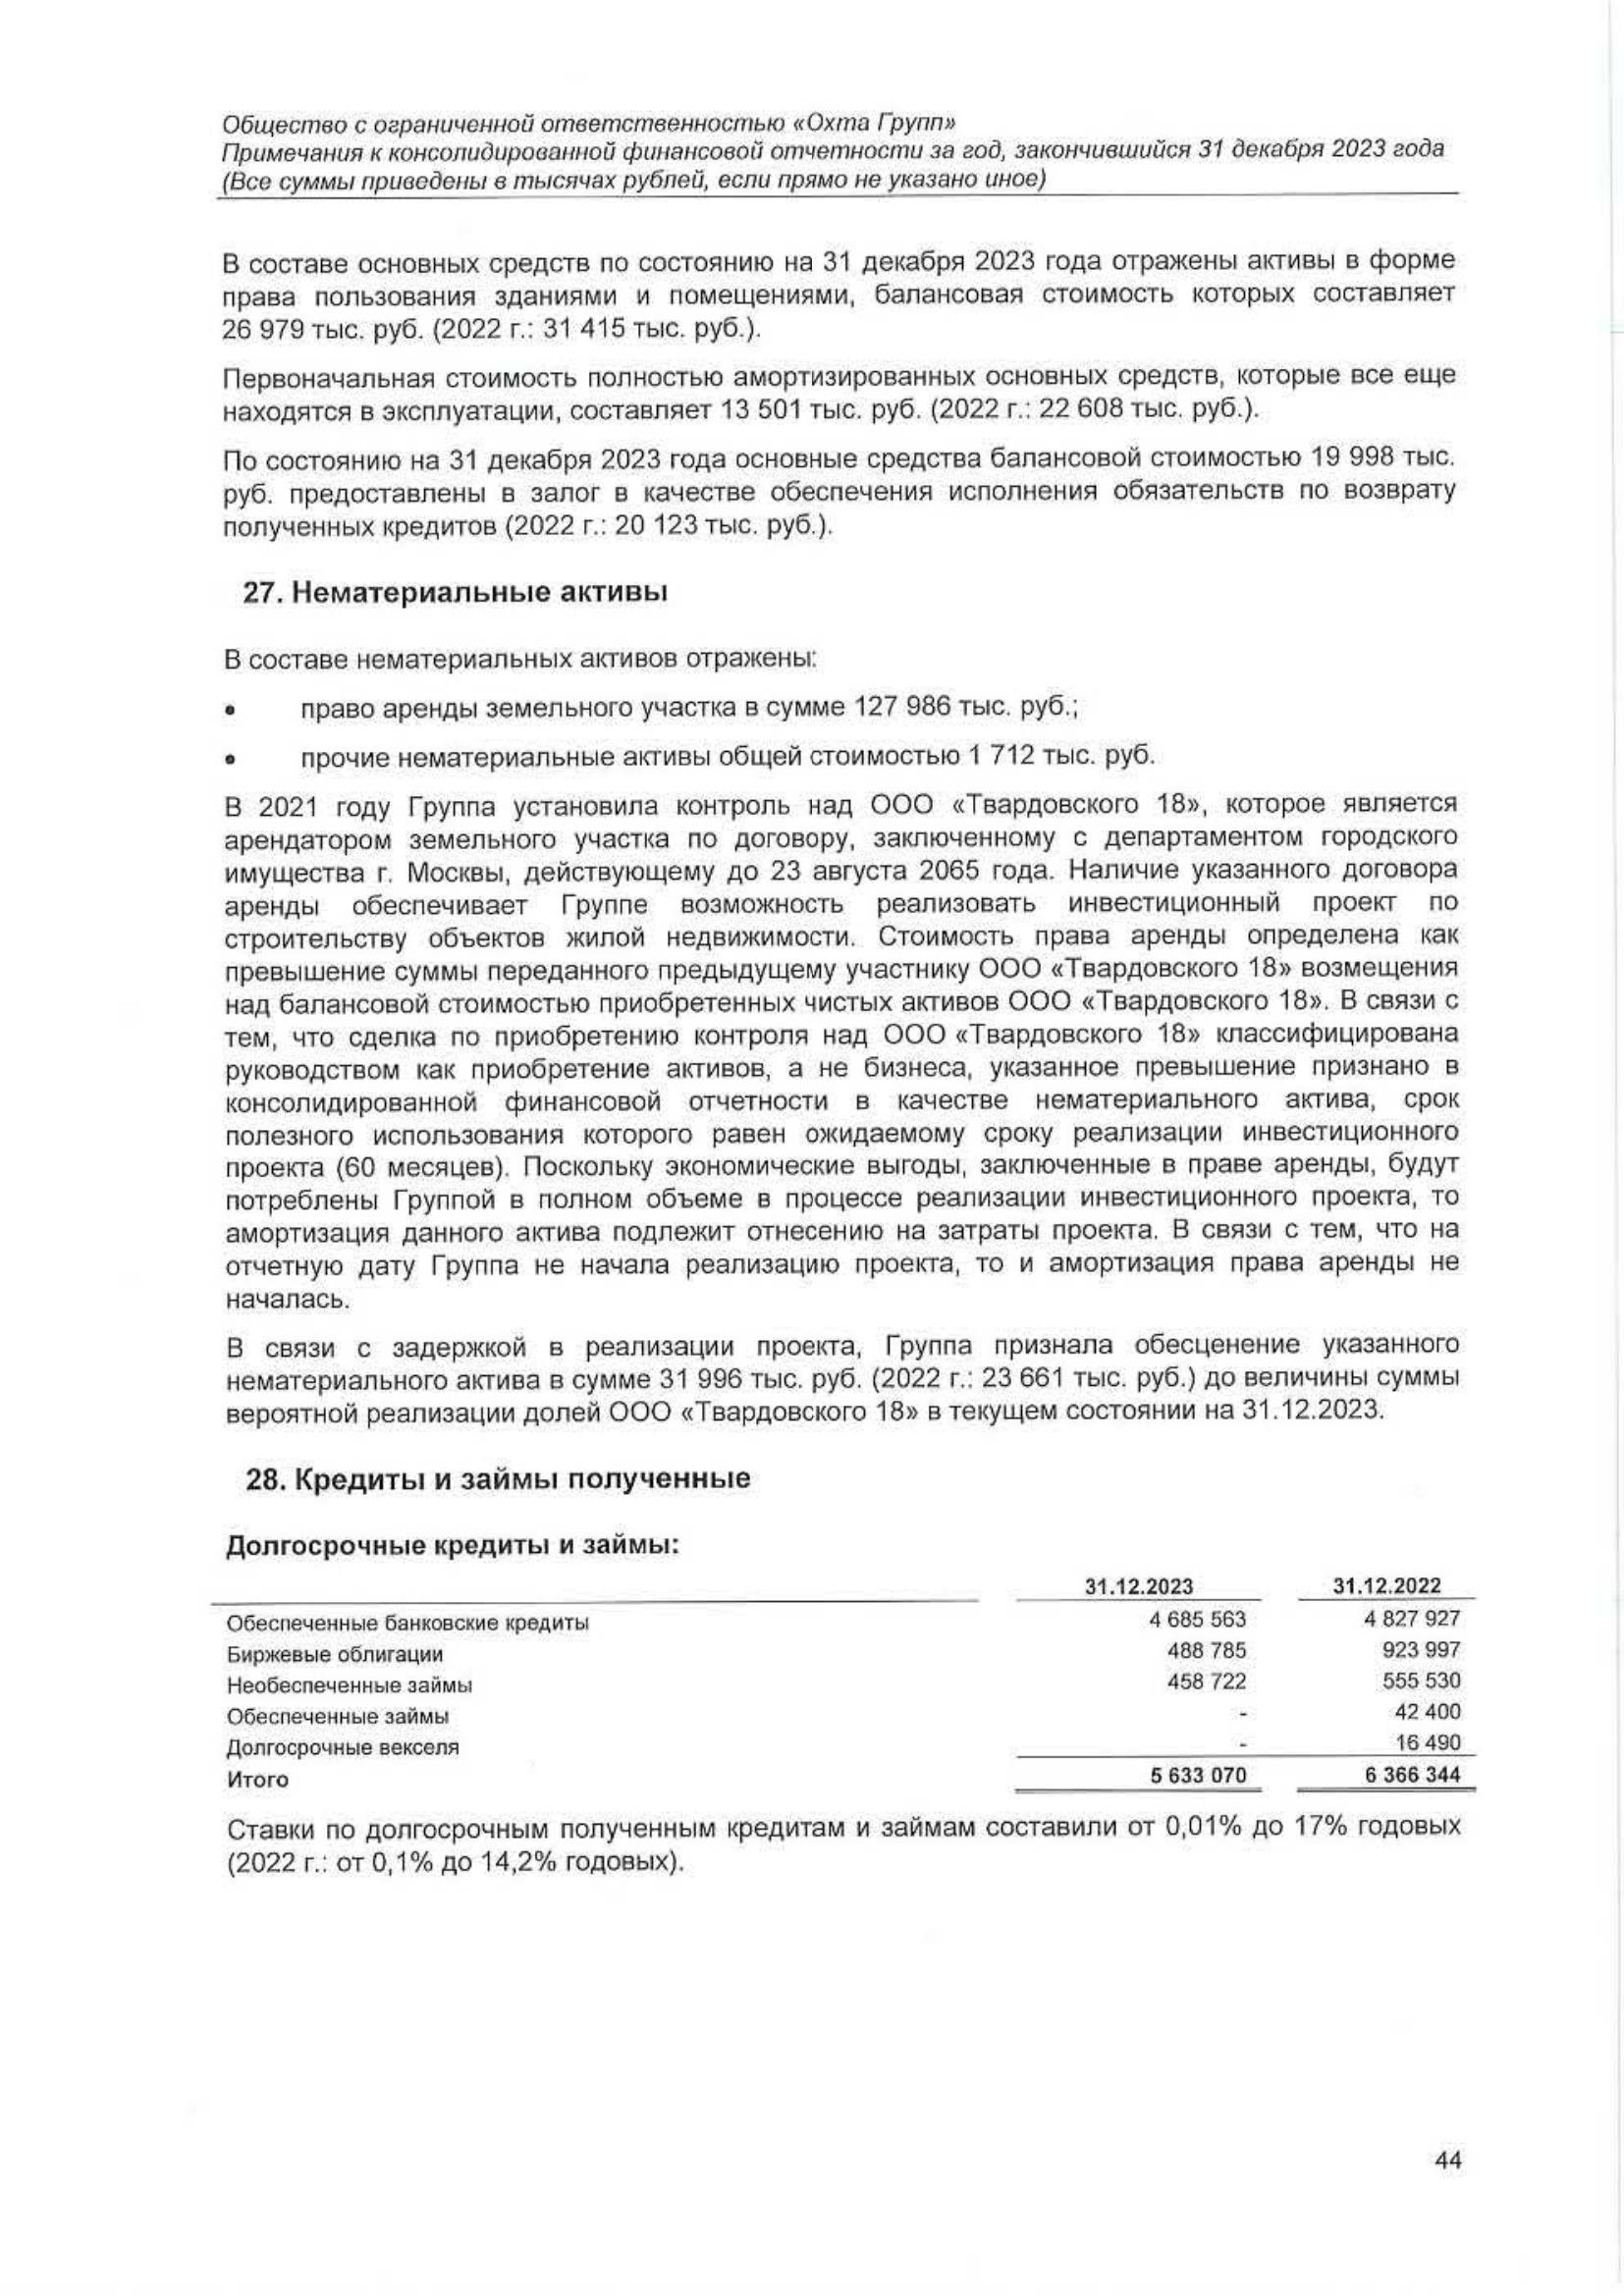 Общество с ограниченной ответственностью «Охта Групп»
Примечания к консолидированной финансовой отчетности за год, закончившийся 31 декабря 2023 года
(Все суммы приведены в тысячах рублей, если прямо не указано иное)
В составе основных средств по состоянию на 31 декабря 2023 года отражены активы в форме
права пользования зданиями и помещениями, балансовая стоимость которых составляет
26 979 тыс. руб. (2022 г.: 31 415 тыс. руб.).
Первоначальная стоимость полностью амортизированных основных средств, которые все еще
находятся в эксплуатации, составляет 13 501 тыс. руб. (2022 г.: 22 608 тыс. руб.).
По состоянию на 31 декабря 2023 года основные средства балансовой стоимостью 19 998 тыс.
руб. предоставлены в залог в качестве обеспечения исполнения обязательств по возврату
полученных кредитов (2022 г.: 20 123 тыс. руб.).
27. Нематериальные активы
В составе нематериальных активов отражены:
• право аренды земельного участка в сумме 127 986 тыс. руб.;
• прочие нематериальные активы общей стоимостью 1 712 тыс. руб.
В 2021 году Группа установила контроль над ООО «Твардовского 18», которое является
арендатором земельного участка по договору, заключенному с департаментом городского
имущества г. Москвы, действующему до 23 августа 2065 года. Наличие указанного договора
аренды обеспечивает Группе возможность реализовать инвестиционный проект по
строительству объектов жилой недвижимости. Стоимость права аренды определена как
превышение суммы переданного предыдущему участнику ООО «Твардовского 18» возмещения
над балансовой стоимостью приобретенных чистых активов ООО «Твардовского 18». В связи с
тем, что сделка по приобретению контроля над ООО «Твардовского 18» классифицирована
руководством как приобретение активов, а не бизнеса, указанное превышение признано в
консолидированной финансовой отчетности в качестве нематериального актива, срок
полезного использования которого равен ожидаемому сроку реализации инвестиционного
проекта (60 месяцев). Поскольку экономические выгоды, заключенные в праве аренды, будут
потреблены Группой в полном объеме в процессе реализации инвестиционного проекта, то
амортизация данного актива подлежит отнесению на затраты проекта. В связи с тем, что на
отчетную дату Группа не начала реализацию проекта, то и амортизация права аренды не
началась.
В связи с задержкой в реализации проекта, Группа признала обесценение указанного
нематериального актива в сумме 31 996 тыс. руб. (2022 г.: 23 661 тыс. руб.) до величины суммы
вероятной реализации долей ООО «Твардовского 18» в текущем состоянии на 31.12.2023.
28. Кредиты и займы полученные
Долгосрочные кредиты и займы:
31.12.2023 31.12.2022
Обеспеченные банковские кредиты 4 685 563 4 827 927
Биржевые облигации 488 785 923 997
Необеспеченные займы 458 722 555 530
Обеспеченные займы - 42 400
Долгосрочные векселя - 16 490
Итого 5 633 070 6 366 344
Ставки по долгосрочным полученным кредитам и займам составили от 0,01% до 17% годовых
(2022 г.: от 0,1% до 14,2% годовых).
44